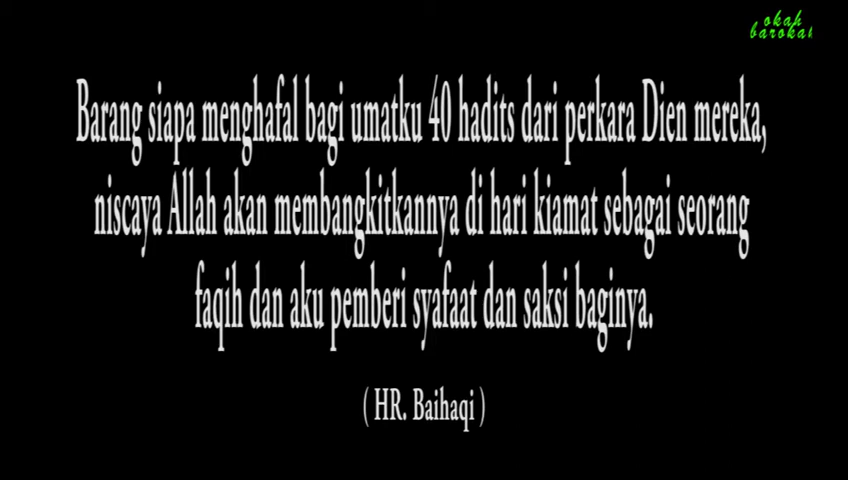 okah
Barang siapa menghafal bagi umatku 40 hadits dari perkara Dien mereka,
niscaya Allah akan membangkitkannya di hari kiamat sebagai seorang
faqih dan aku pemberi syafaat dan saksi baginya.
( HR. Baihaqi )